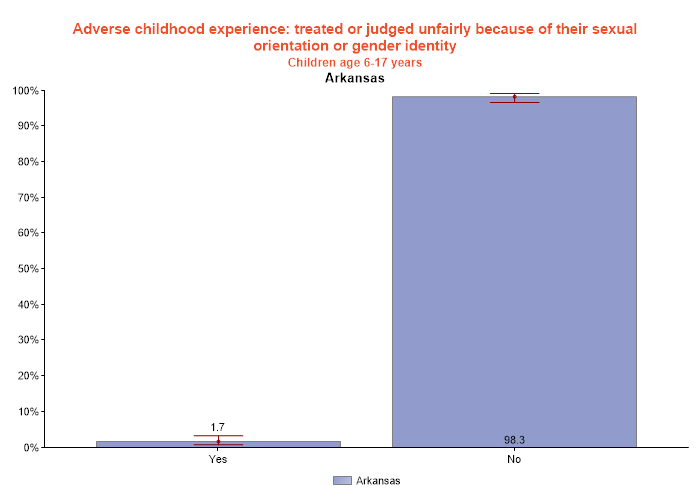 Adverse childhood experience: treated or judged unfairly because of their sexual
orientation or gender identity
Children age 6-17 years
Arkansas
100%
90%
80%
70%
60%
50%
40%
30%
20%
10%
0%
1.7
98.3
Yes
No
Arkansas